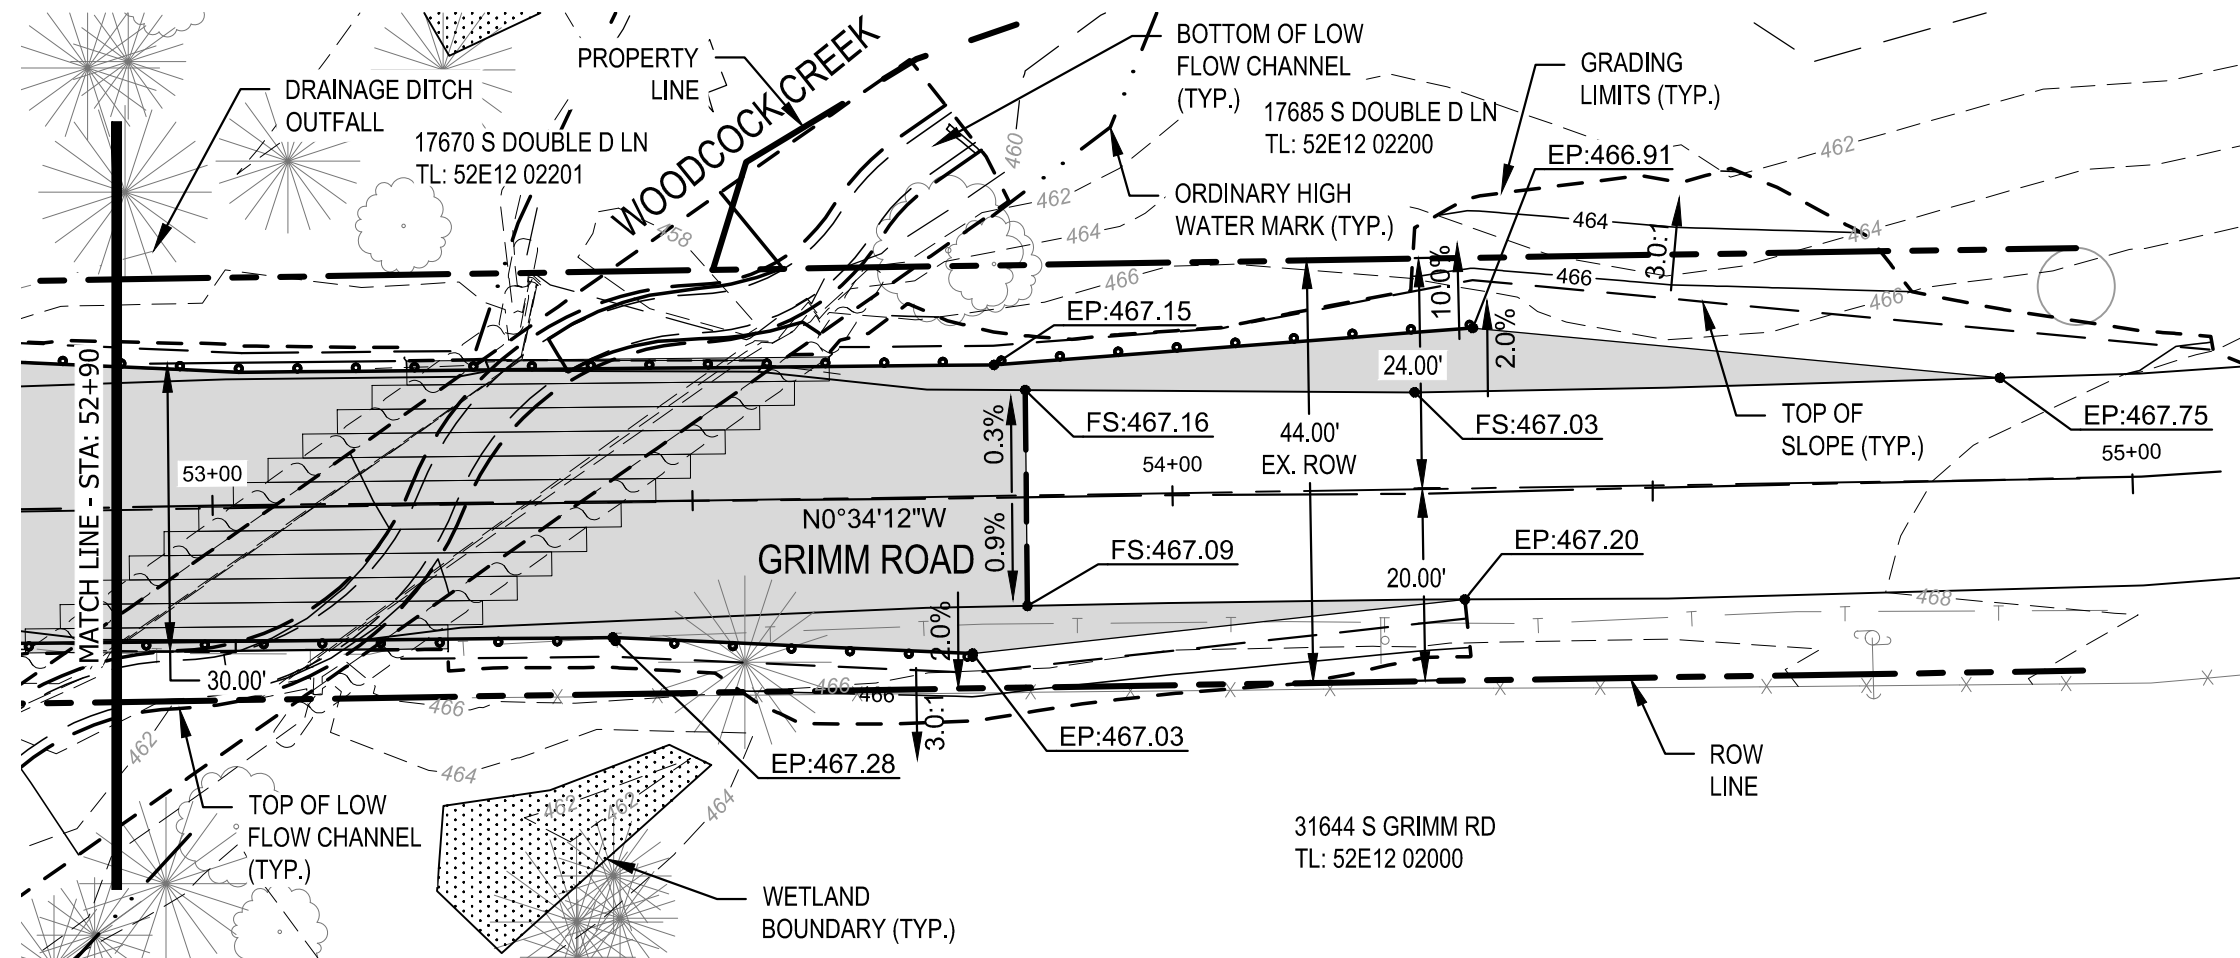 DRAINAGE DITCH
OUTFALL
17670 S DOUBLE D LN
TL: 52E12 02201
PROPERTY
LINE
WOODCOCK CREEK
BOTTOM OF LOW
FLOW CHANNEL
(TYP.)
17685 S DOUBLE D LN
TL: 52E12 02200
GRADING
LIMITS (TYP.)
EP:466.91
ORDINARY HIGH
WATER MARK (TYP.)
460
462
464
466
458
462
464
466
464
466
3.0:1
10.0%
2.0%
EP:467.15
24.00'
FS:467.16
FS:467.03
TOP OF
SLOPE (TYP.)
EP:467.75
MATCH LINE - STA: 52+90
53+00
0.3%
44.00'
EX. ROW
54+00
55+00
N0°34'12"W
GRIMM ROAD
0.9%
FS:467.09
EP:467.20
20.00'
468
T T T T T T T T T
2.0%
30.00'
466
466
466
X X X X X X X X X X X X X
3.0:1
EP:467.28
EP:467.03
ROW
LINE
462
464
462
462
464
TOP OF LOW
FLOW CHANNEL
(TYP.)
WETLAND
BOUNDARY (TYP.)
31644 S GRIMM RD
TL: 52E12 02000